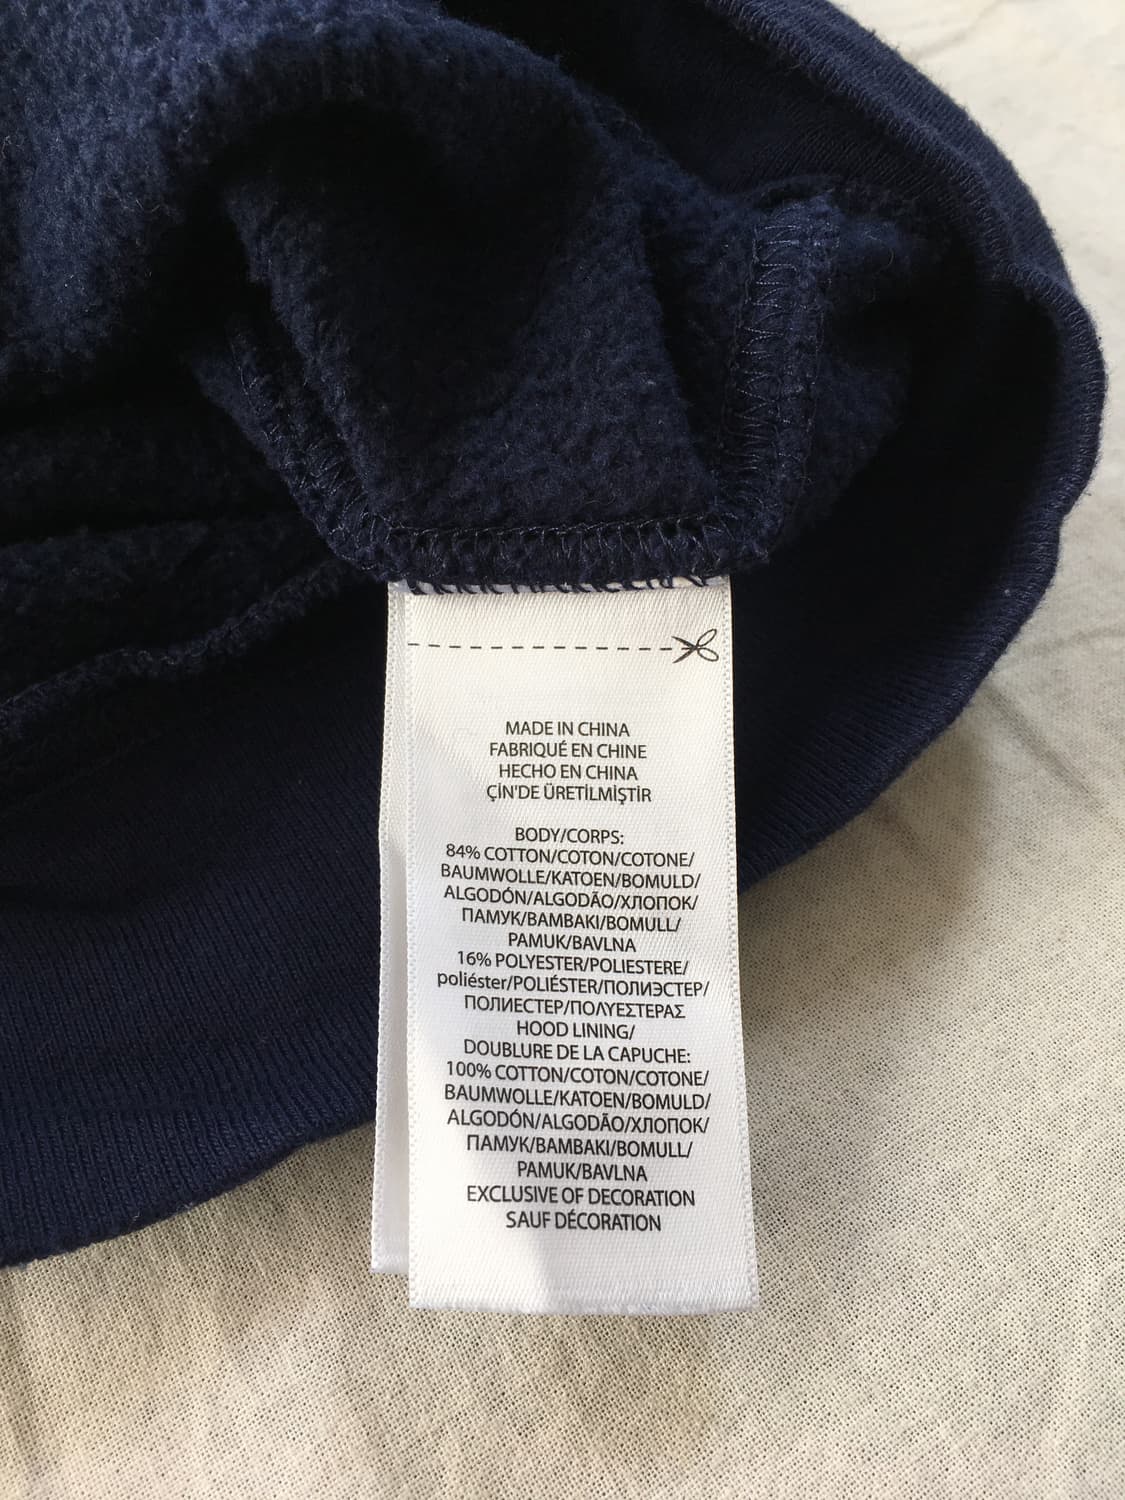 MADE IN CHINA
FABRIQUÉ EN CHINE
HECHO EN CHINA
ÇİN'DE ÜRETİLMİŞTİR
BODY/CORPS:
84% COTTON/COTON/COTONE/
BAUMWOLLE/KATOEN/BOMULD/
ALGODÓN/ALGODÃO/ХЛОПОК/
ПАМУК/ΒΑΜΒΑΚΙ/BOMULL/
PAMUK/BAVLNA
16% POLYESTER/POLIESTERE/
poliéster/POLIÉSTER/ПОЛИЭСТЕР/
ПОЛИЕСТЕР/ΠΟΛΥΕΣΤΕΡΑΣ
HOOD LINING/
DOUBLURE DE LA CAPUCHE:
100% COTTON/COTON/COTONE/
BAUMWOLLE/KATOEN/BOMULD/
ALGODÓN/ALGODÃO/ХЛОПОК/
ПАМУК/ΒΑΜΒΑΚΙ/BOMULL/
PAMUK/BAVLNA
EXCLUSIVE OF DECORATION
SAUF DÉCORATION